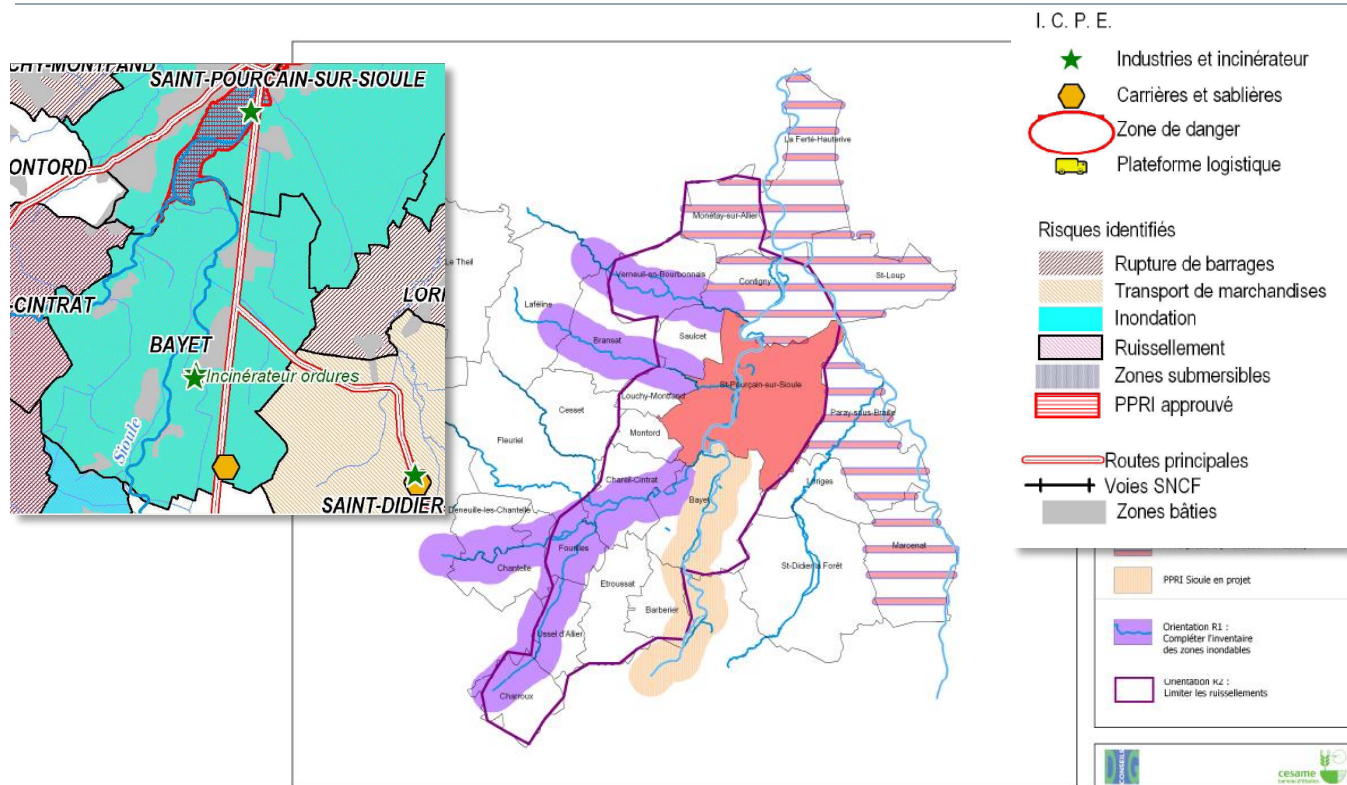 SAINT-POURCAIN-SUR-SIOULE
ONTORD
-CINTRAT
LORI
BAYET
Incinérateur ordures
Sioule
SAINT-DIDIER
La Ferté-Hauterive
Monétay-sur-Allier
Le Theil
Verneuil-en-Bourbonnais
Contigny
St-Loup
Laféline
Bransat
Saulcet
St-Pourçain-sur-Sioule
Louchy-Montfand
Paray-sous-Briaille
Cesset
Montord
Fleuriel
Chareil-Cintrat
Loriges
Bayet
Deneuille-les-Chantelle
Fourilles
Marcenat
Chantelle
Etroussat
St-Didier la Forêt
Barberier
Ussel d'Allier
Charroux
I. C. P. E.
Industries et incinérateur
Carrières et sablières
Zone de danger
Plateforme logistique
Risques identifiés
Rupture de barrages
Transport de marchandises
Inondation
Ruissellement
Zones submersibles
PPRI approuvé
Routes principales
Voies SNCF
Zones bâties
PPRI Sioule en projet
Orientation R1 :
Compléter l'inventaire
des zones inondables
Orientation R2 :
Limiter les ruissellements
CONSEIL
cesame